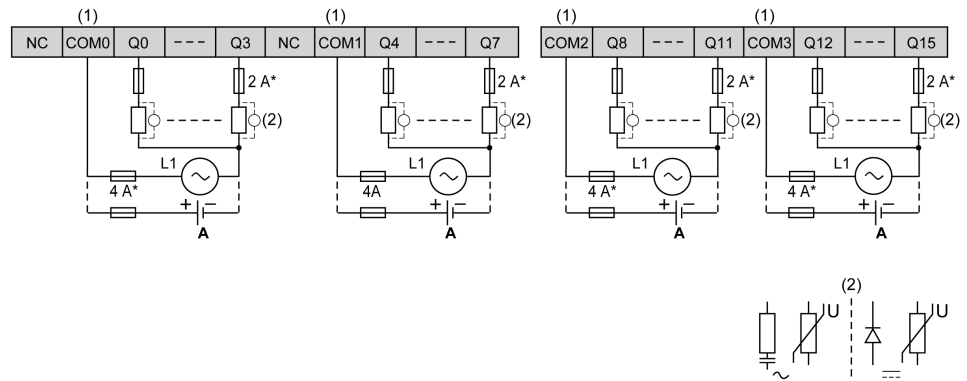 (1) (1) (1) (1)
NC COM0 Q0 --- Q3 NC COM1 Q4 --- Q7 COM2 Q8 --- Q11 COM3 Q12 --- Q15
2 A* 2 A* 2 A* 2 A*
(2) (2) (2) (2)
L1 L1 L1 L1
4 A* 4A 4 A* 4 A*
+ − + − + − + −
A A A A
(2)
U U